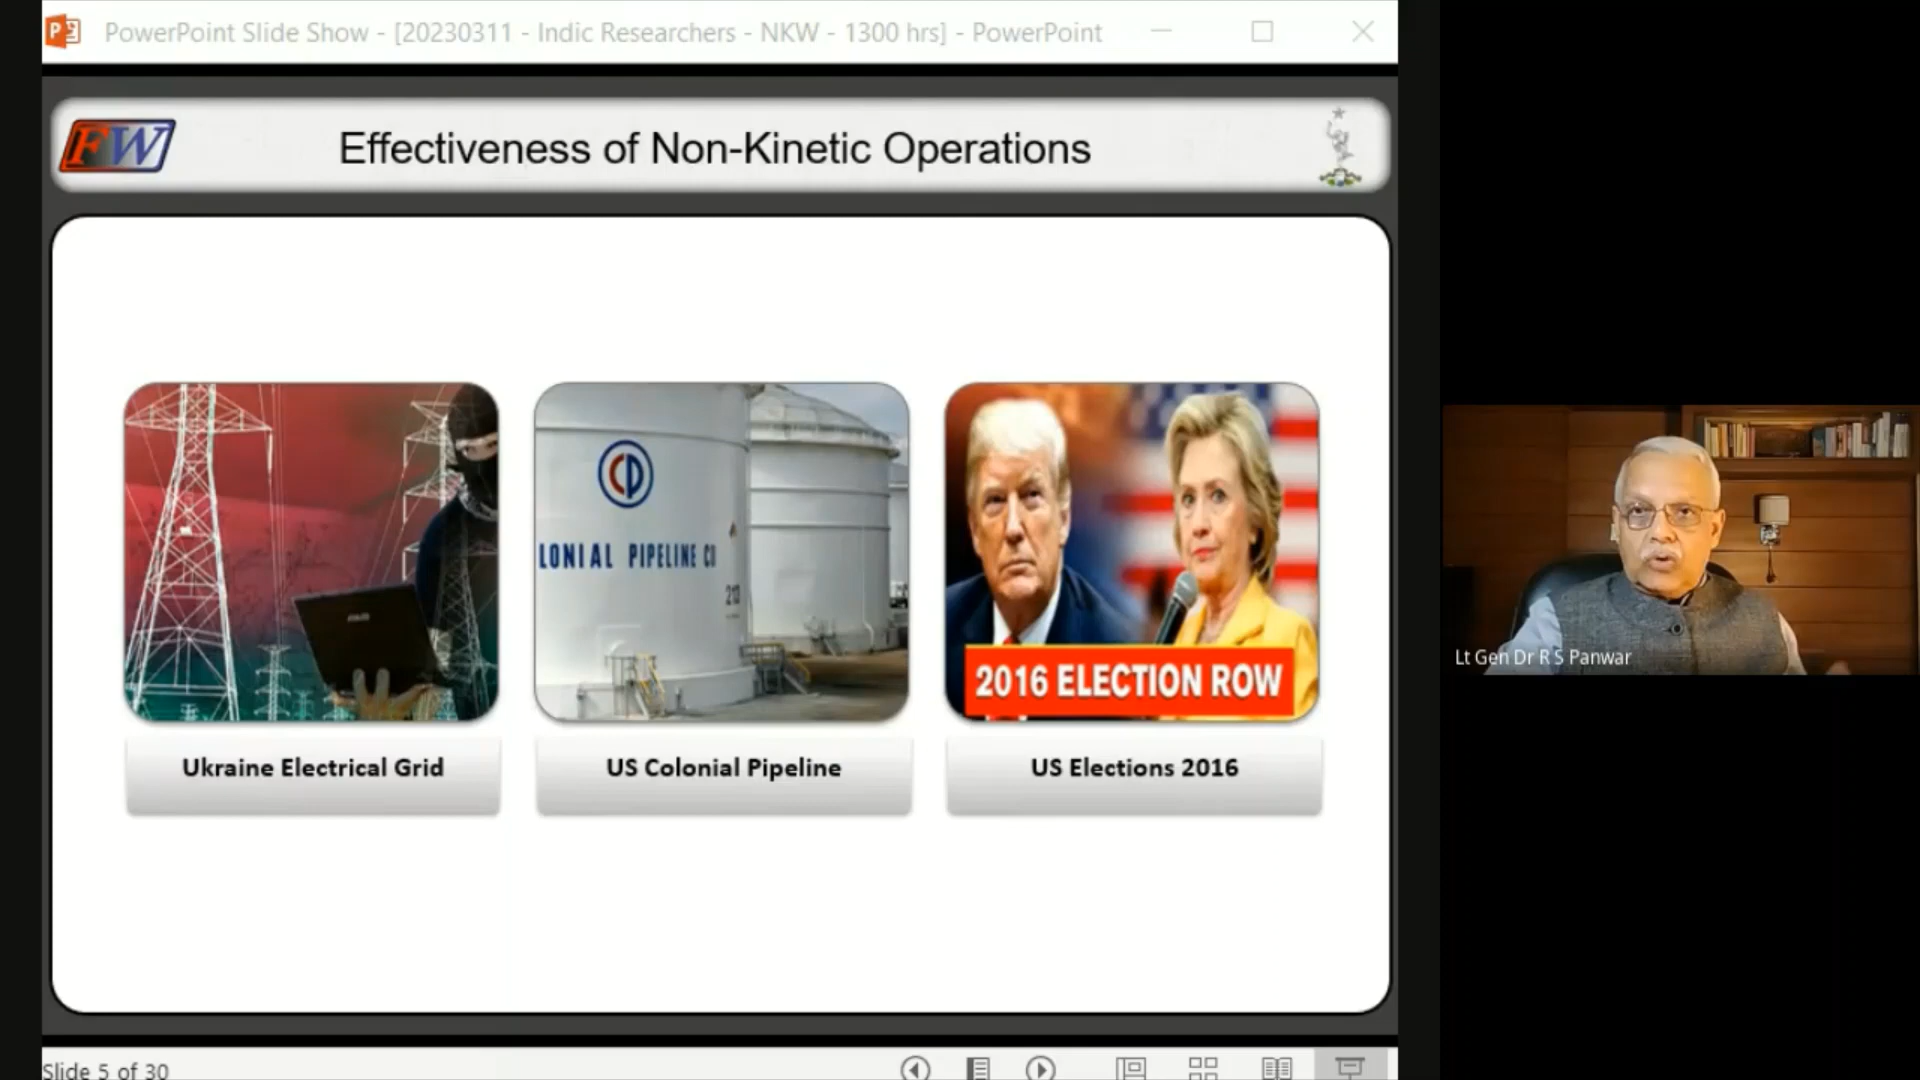 PowerPoint Slide Show - [20230311 - Indic Researchers - NKW - 1300 hrs] - PowerPoint
FW
Effectiveness of Non-Kinetic Operations
CP
LONIAL PIPELINE CO
213
2016 ELECTION ROW
Ukraine Electrical Grid
US Colonial Pipeline
US Elections 2016
Lt Gen Dr R S Panwar
Slide 5 of 30